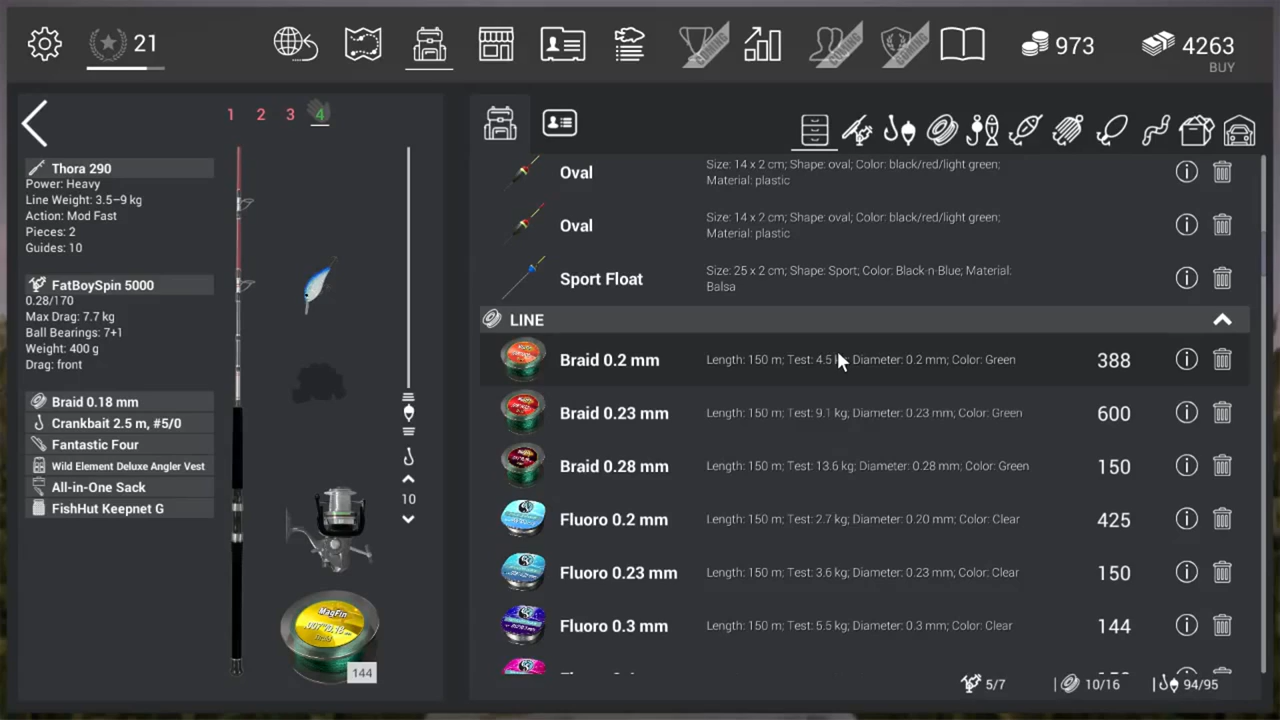 21
COMING
COMING
COMING
973
4263
BUY
1 2 3 4
Thora 290
Power: Heavy
Line Weight: 3.5–9 kg
Action: Mod Fast
Pieces: 2
Guides: 10
FatBoySpin 5000
0.28/170
Max Drag: 7.7 kg
Ball Bearings: 7+1
Weight: 400 g
Drag: front
Braid 0.18 mm
Crankbait 2.5 m, #5/0
Fantastic Four
Wild Element Deluxe Angler Vest
All-in-One Sack
FishHut Keepnet G
10
MagFin
144
Oval
Size: 14 x 2 cm; Shape: oval; Color: black/red/light green;
Material: plastic
Oval
Size: 14 x 2 cm; Shape: oval; Color: black/red/light green;
Material: plastic
Sport Float
Size: 25 x 2 cm; Shape: Sport; Color: Black-n-Blue; Material:
Balsa
LINE
Braid 0.2 mm
Length: 150 m; Test: 4.5 Diameter: 0.2 mm; Color: Green
388
Braid 0.23 mm
Length: 150 m; Test: 9.1 kg; Diameter: 0.23 mm; Color: Green
600
Braid 0.28 mm
Length: 150 m; Test: 13.6 kg; Diameter: 0.28 mm; Color: Green
150
Fluoro 0.2 mm
Length: 150 m; Test: 2.7 kg; Diameter: 0.20 mm; Color: Clear
425
Fluoro 0.23 mm
Length: 150 m; Test: 3.6 kg; Diameter: 0.23 mm; Color: Clear
150
Fluoro 0.3 mm
Length: 150 m; Test: 5.5 kg; Diameter: 0.3 mm; Color: Clear
144
5/7
10/16
94/95